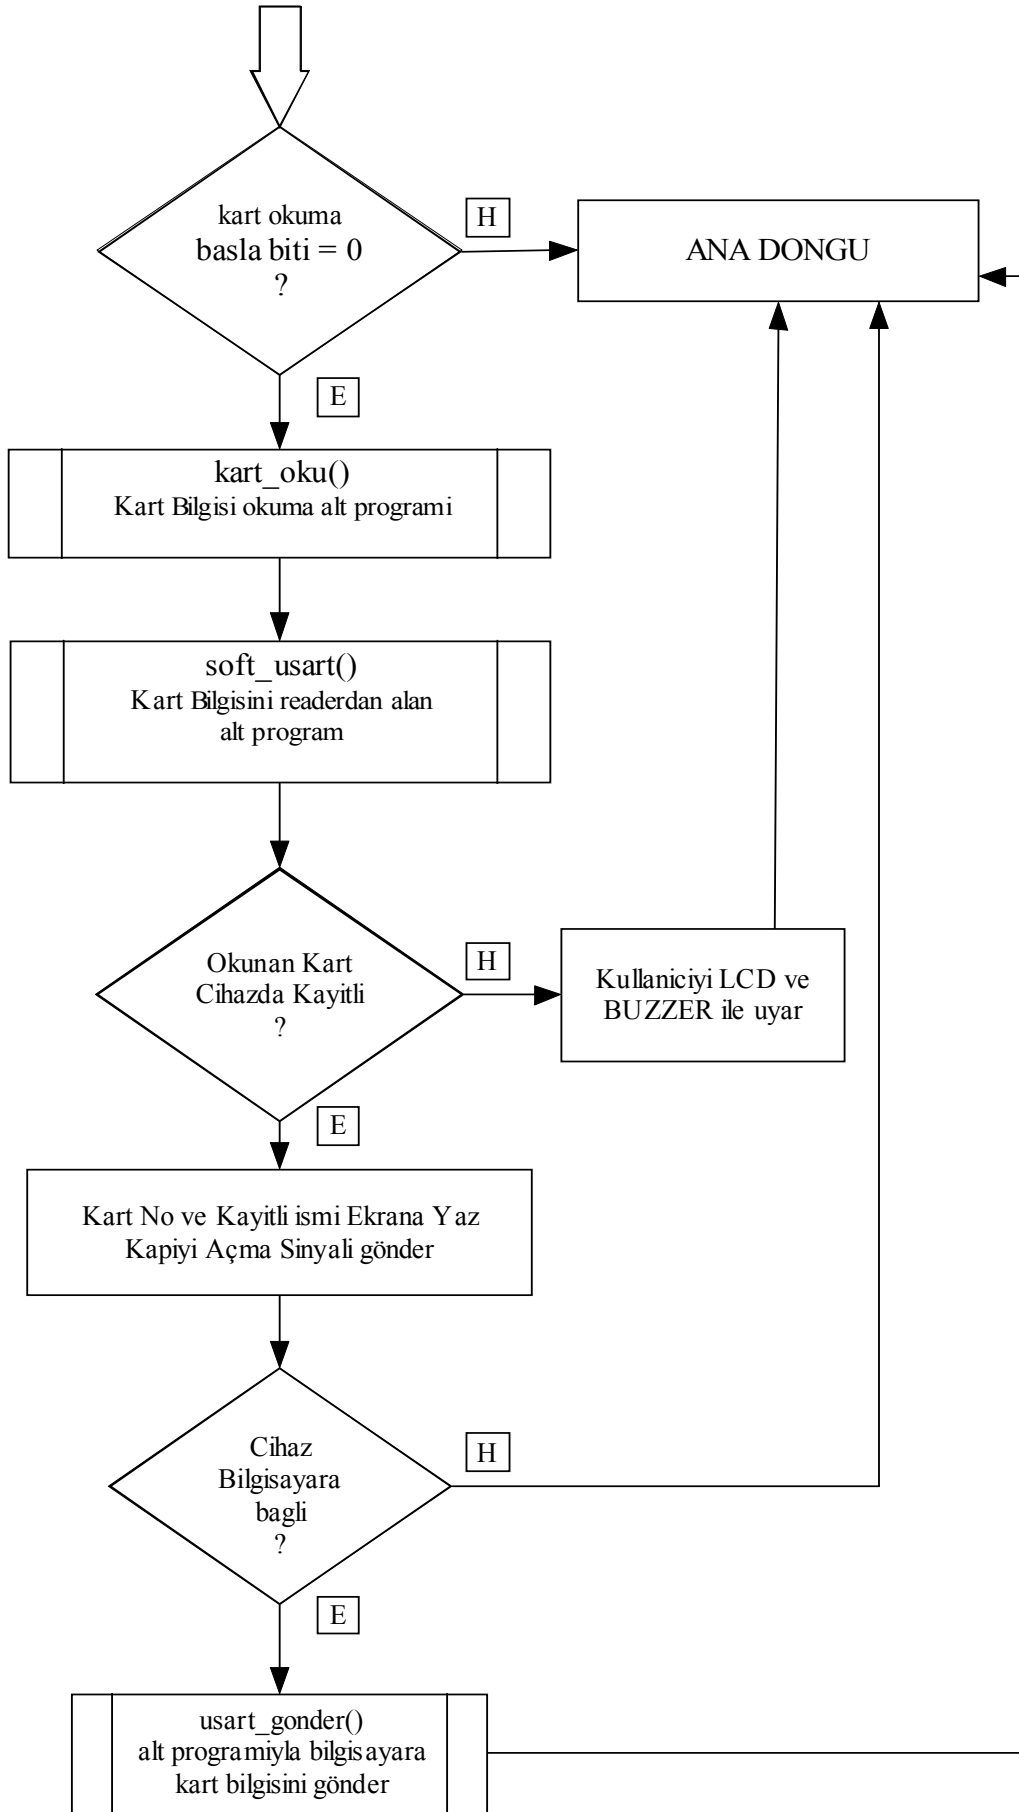 kart okuma
basla biti = 0
?
H
ANA DONGU
E
kart_oku()
Kart Bilgisi okuma alt programi
soft_usart()
Kart Bilgisini readerdan alan
alt program
Okunan Kart
Cihazda Kayitli
?
H
Kullaniciyi LCD ve
BUZZER ile uyar
E
Kart No ve Kayitli ismi Ekrana Yaz
Kapiyi Açma Sinyali gönder
Cihaz
Bilgisayara
bagli
?
H
E
usart_gonder()
alt programiyla bilgisayara
kart bilgisini gönder